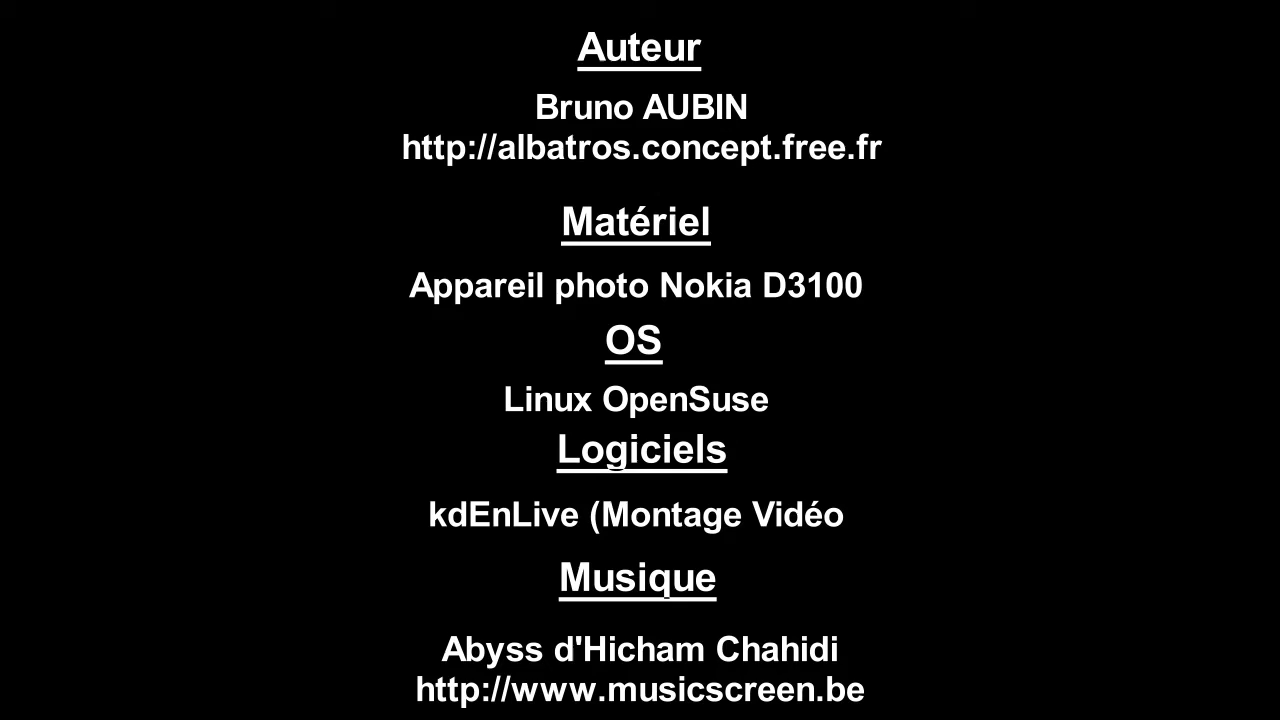 Auteur
Bruno AUBIN
http://albatros.concept.free.fr
Matériel
Appareil photo Nokia D3100
OS
Linux OpenSuse
Logiciels
kdEnLive (Montage Vidéo
Musique
Abyss d'Hicham Chahidi
http://www.musicscreen.be